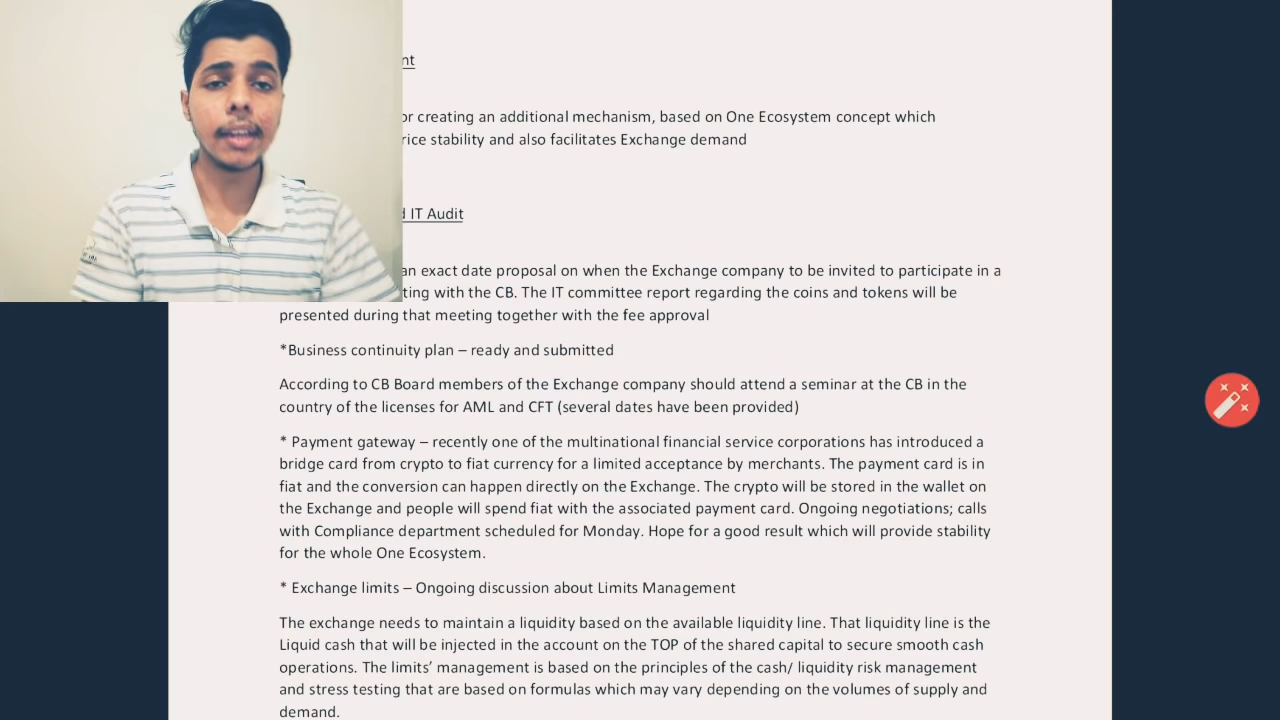 nt
or creating an additional mechanism, based on One Ecosystem concept which
rice stability and also facilitates Exchange demand
d IT Audit
an exact date proposal on when the Exchange company to be invited to participate in a
ting with the CB. The IT committee report regarding the coins and tokens will be
presented during that meeting together with the fee approval
*Business continuity plan – ready and submitted
According to CB Board members of the Exchange company should attend a seminar at the CB in the
country of the licenses for AML and CFT (several dates have been provided)
* Payment gateway – recently one of the multinational financial service corporations has introduced a
bridge card from crypto to fiat currency for a limited acceptance by merchants. The payment card is in
fiat and the conversion can happen directly on the Exchange. The crypto will be stored in the wallet on
the Exchange and people will spend fiat with the associated payment card. Ongoing negotiations; calls
with Compliance department scheduled for Monday. Hope for a good result which will provide stability
for the whole One Ecosystem.
* Exchange limits – Ongoing discussion about Limits Management
The exchange needs to maintain a liquidity based on the available liquidity line. That liquidity line is the
Liquid cash that will be injected in the account on the TOP of the shared capital to secure smooth cash
operations. The limits’ management is based on the principles of the cash/ liquidity risk management
and stress testing that are based on formulas which may vary depending on the volumes of supply and
demand.